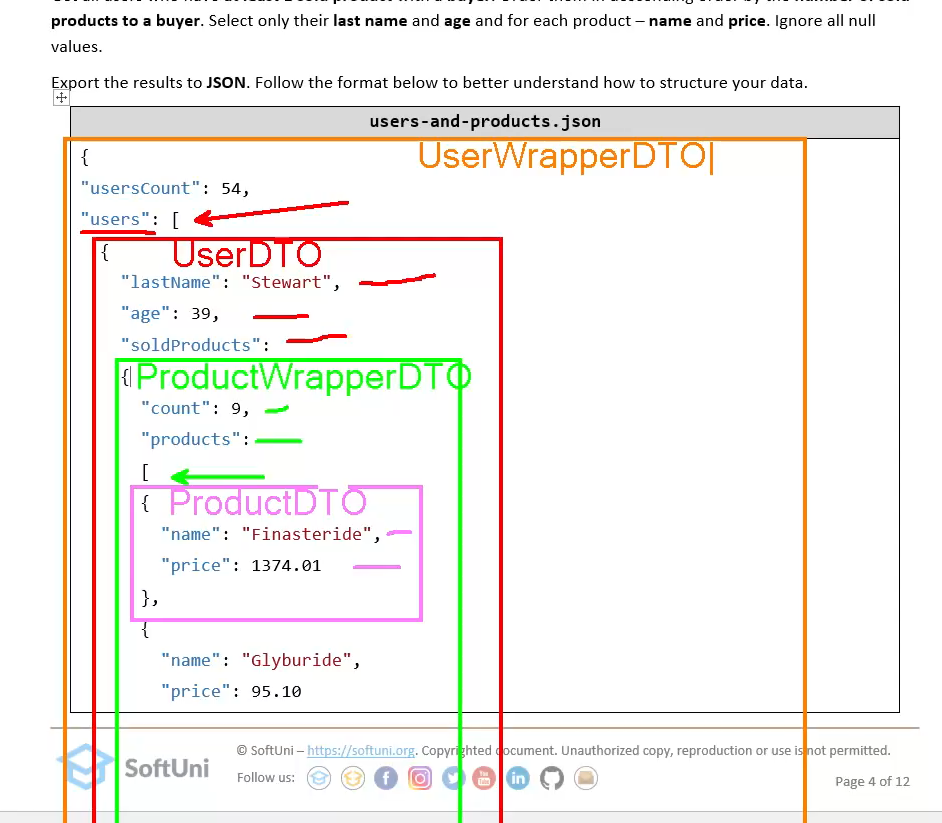 products to a buyer. Select only their last name and age and for each product – name and price. Ignore all null
values.
Export the results to JSON. Follow the format below to better understand how to structure your data.
users-and-products.json
{
UserWrapperDTO
"usersCount": 54,
"users": [
{
UserDTO
"lastName": "Stewart",
"age": 39,
"soldProducts":
{
ProductWrapperDTO
"count": 9,
"products":
[
{
ProductDTO
"name": "Finasteride",
"price": 1374.01
},
{
"name": "Glyburide",
"price": 95.10
SoftUni
© SoftUni – https://softuni.org. Copyrighted document. Unauthorized copy, reproduction or use is not permitted.
Follow us:
Page 4 of 12